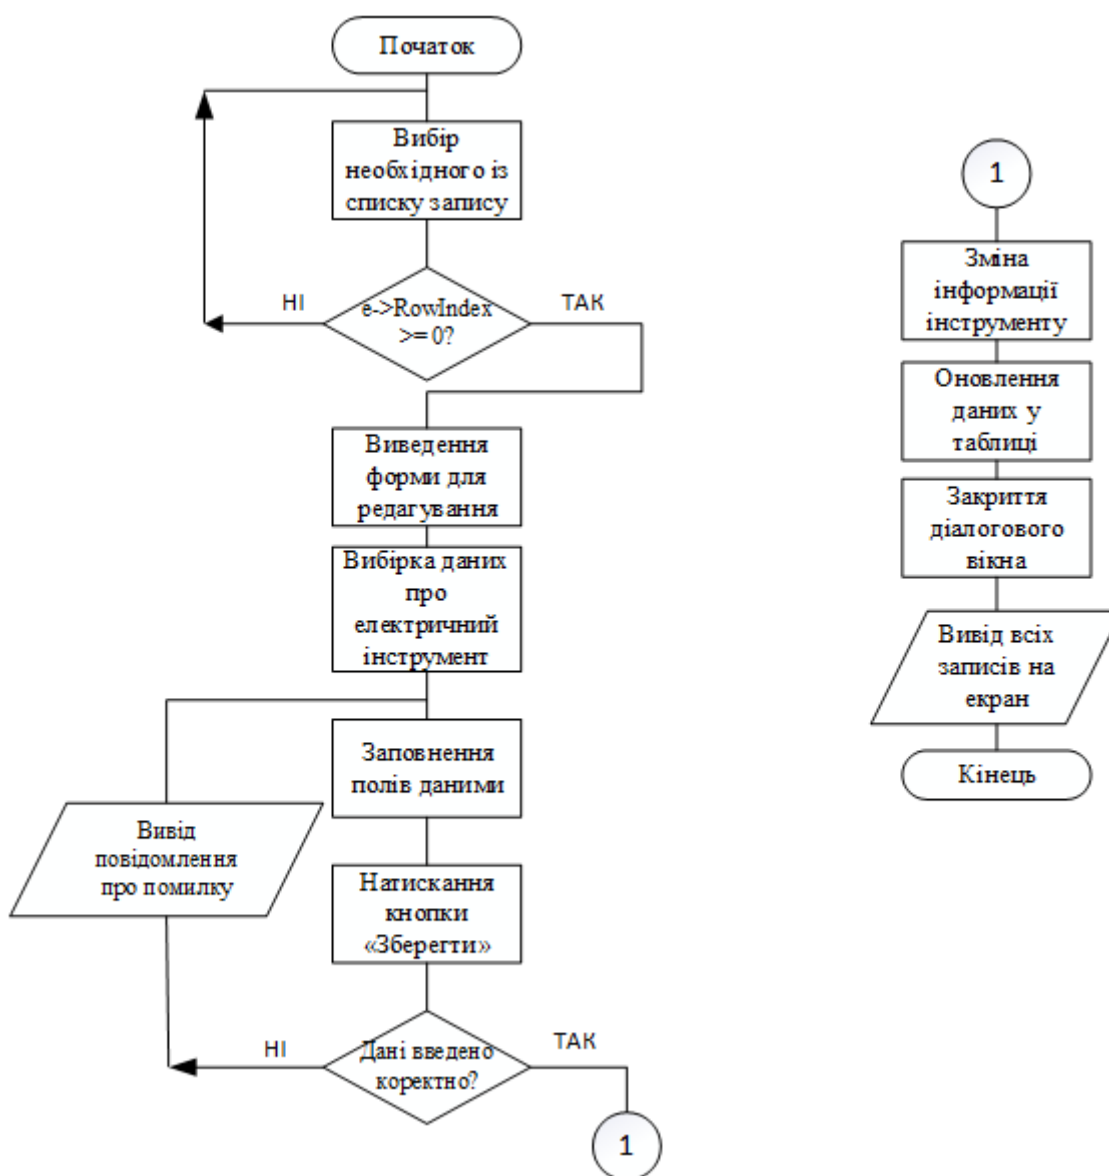 Початок
Вибір
необхідного із
списку запису
НІ
e->RowIndex
>= 0?
ТАК
Виведення
форми для
редагування
Вибірка даних
про
електричний
інструмент
Заповнення
полів даними
Вивід
повідомлення
про помилку
Натискання
кнопки
«Зберегти»
НІ
Дані введено
коректно?
ТАК
1
1
Зміна
інформації
інструменту
Оновлення
даних у
таблиці
Закриття
діалогового
вікна
Вивід всіх
записів на
екран
Кінець